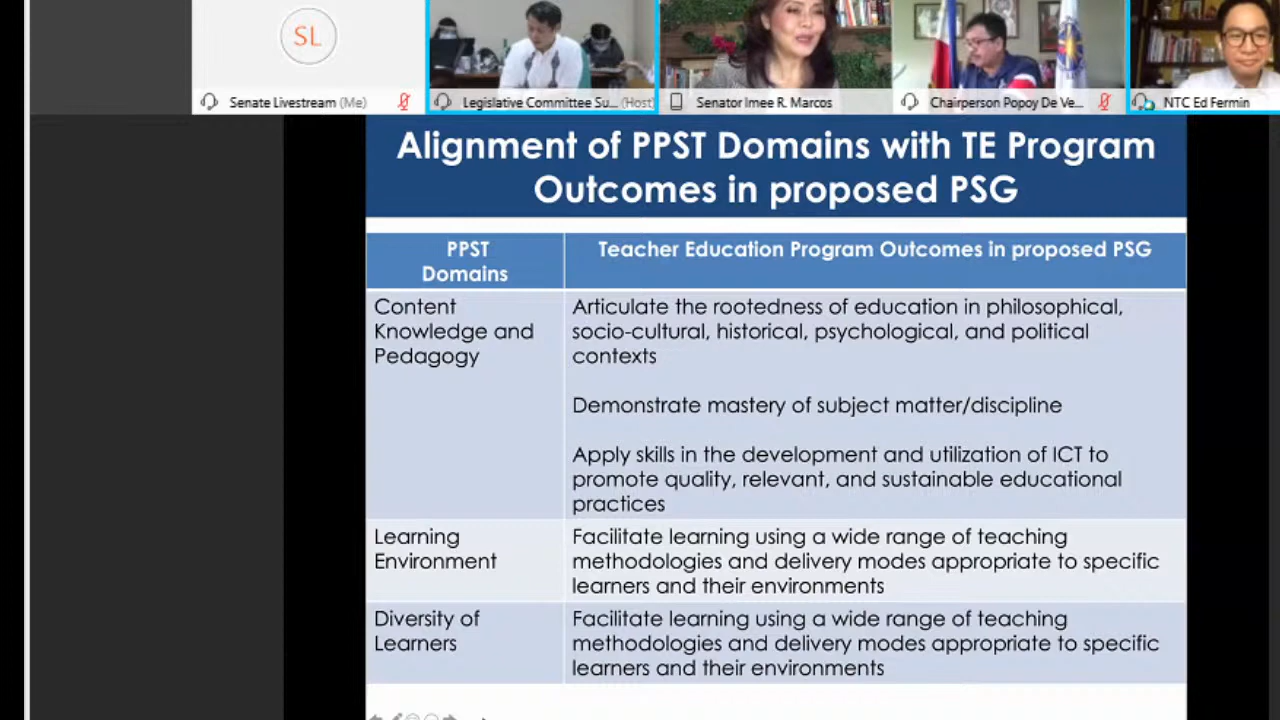 SL
Senate Livestream (Me)
Legislative Committee Su... (Host)
Senator Imee R. Marcos
Chairperson Popoy De Ve...
NTC Ed Fermin
Alignment of PPST Domains with TE Program
Outcomes in proposed PSG
PPST
Domains
Teacher Education Program Outcomes in proposed PSG
Content
Knowledge and
Pedagogy
Articulate the rootedness of education in philosophical,
socio-cultural, historical, psychological, and political
contexts
Demonstrate mastery of subject matter/discipline
Apply skills in the development and utilization of ICT to
promote quality, relevant, and sustainable educational
practices
Learning
Environment
Facilitate learning using a wide range of teaching
methodologies and delivery modes appropriate to specific
learners and their environments
Diversity of
Learners
Facilitate learning using a wide range of teaching
methodologies and delivery modes appropriate to specific
learners and their environments